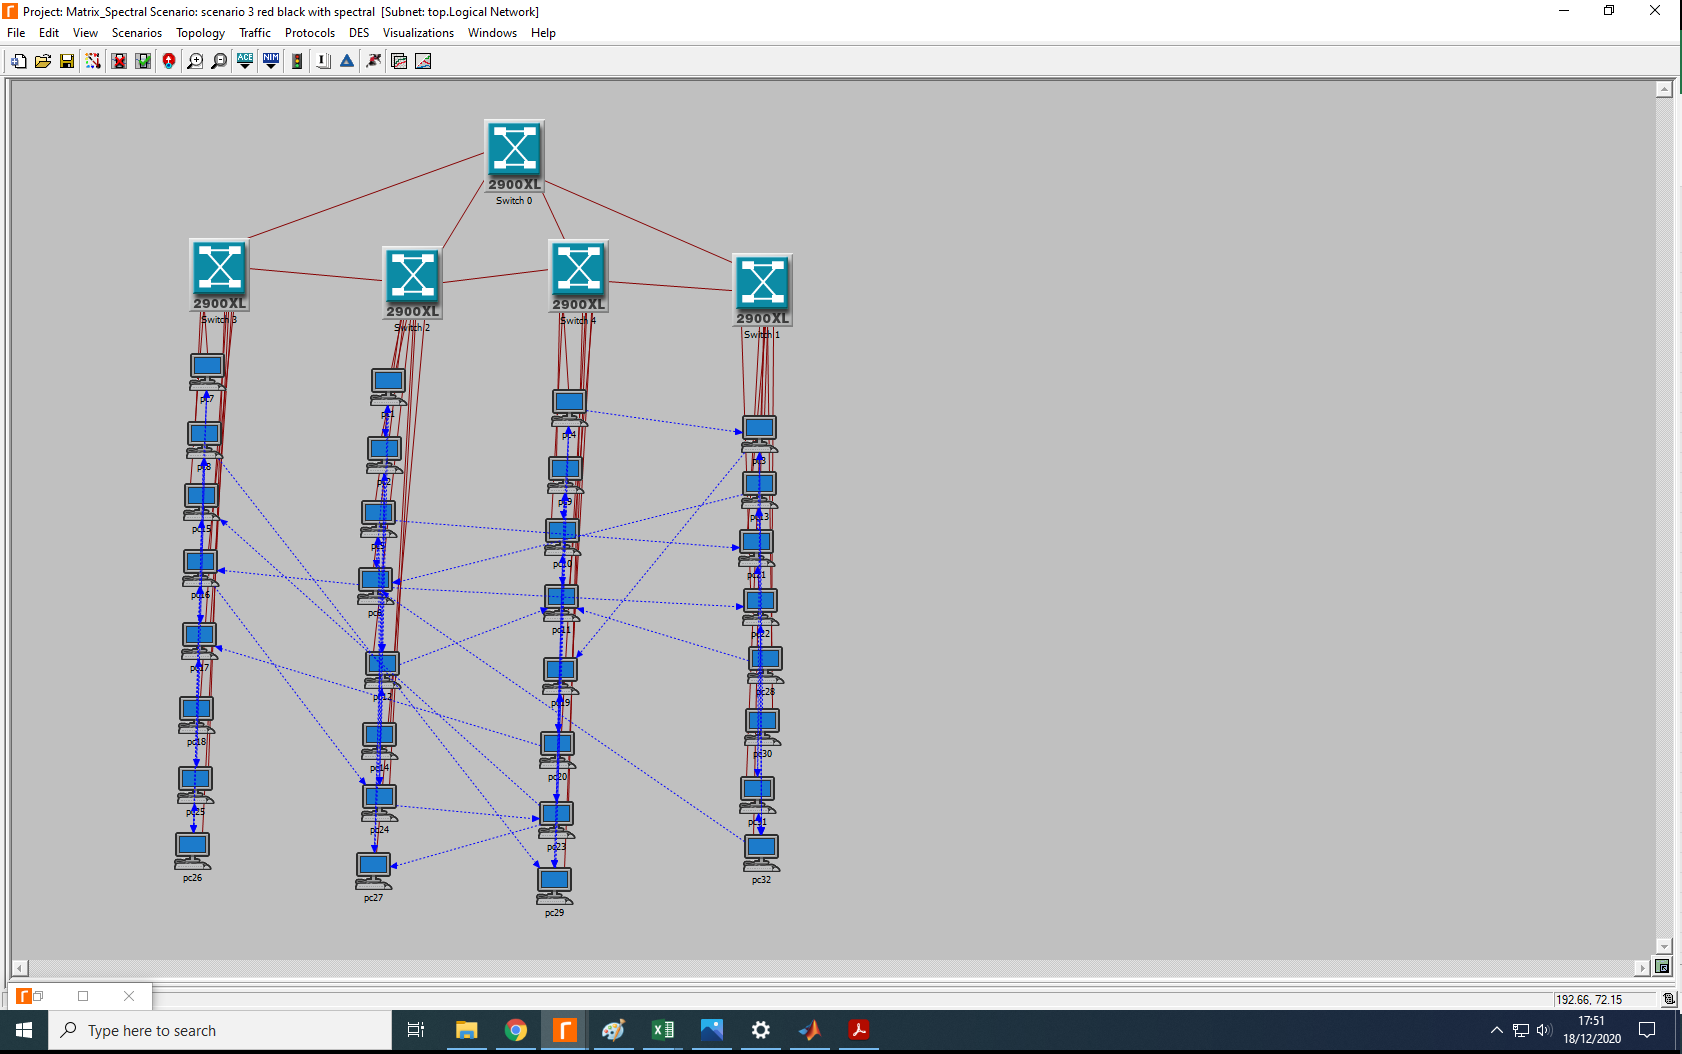 Project: Matrix_Spectral Scenario: scenario 3 red black with spectral [Subnet: top.Logical Network]
File Edit View Scenarios Topology Traffic Protocols DES Visualizations Windows Help
ACE NIM
2900XL
Switch 0
2900XL
Switch 3
2900XL
Switch 2
2900XL
Switch 4
2900XL
Switch 1
pc7
pc8
pc15
pc16
pc17
pc18
pc25
pc26
pc1
pc2
pc12
pc14
pc24
pc27
pc4
pc9
pc10
pc11
pc19
pc20
pc23
pc29
pc3
pc13
pc21
pc22
pc28
pc30
pc31
pc32
192.66, 72.15
Type here to search
17:51
18/12/2020